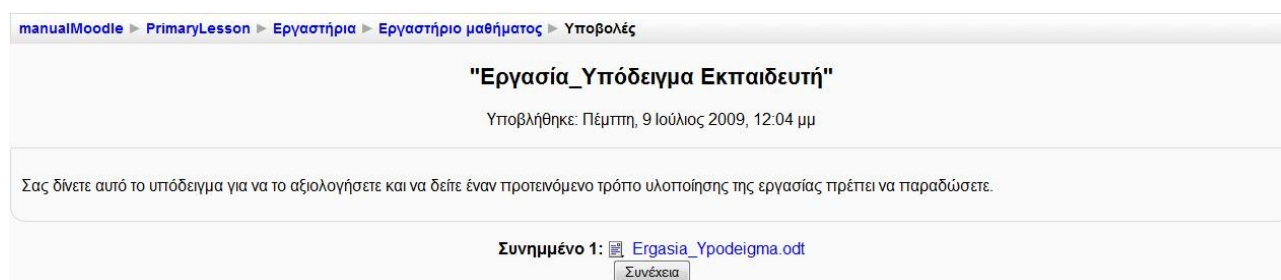 manualMoodle ► PrimaryLesson ► Εργαστήρια ► Εργαστήριο μαθήματος ► Υποβολές
"Εργασία_Υπόδειγμα Εκπαιδευτή"
Υποβλήθηκε: Πέμπτη, 9 Ιούλιος 2009, 12:04 μμ
Σας δίνετε αυτό το υπόδειγμα για να το αξιολογήσετε και να δείτε έναν προτεινόμενο τρόπο υλοποίησης της εργασίας πρέπει να παραδώσετε.
Συνημμένο 1: Ergasia_Ypodeigma.odt
Συνέχεια